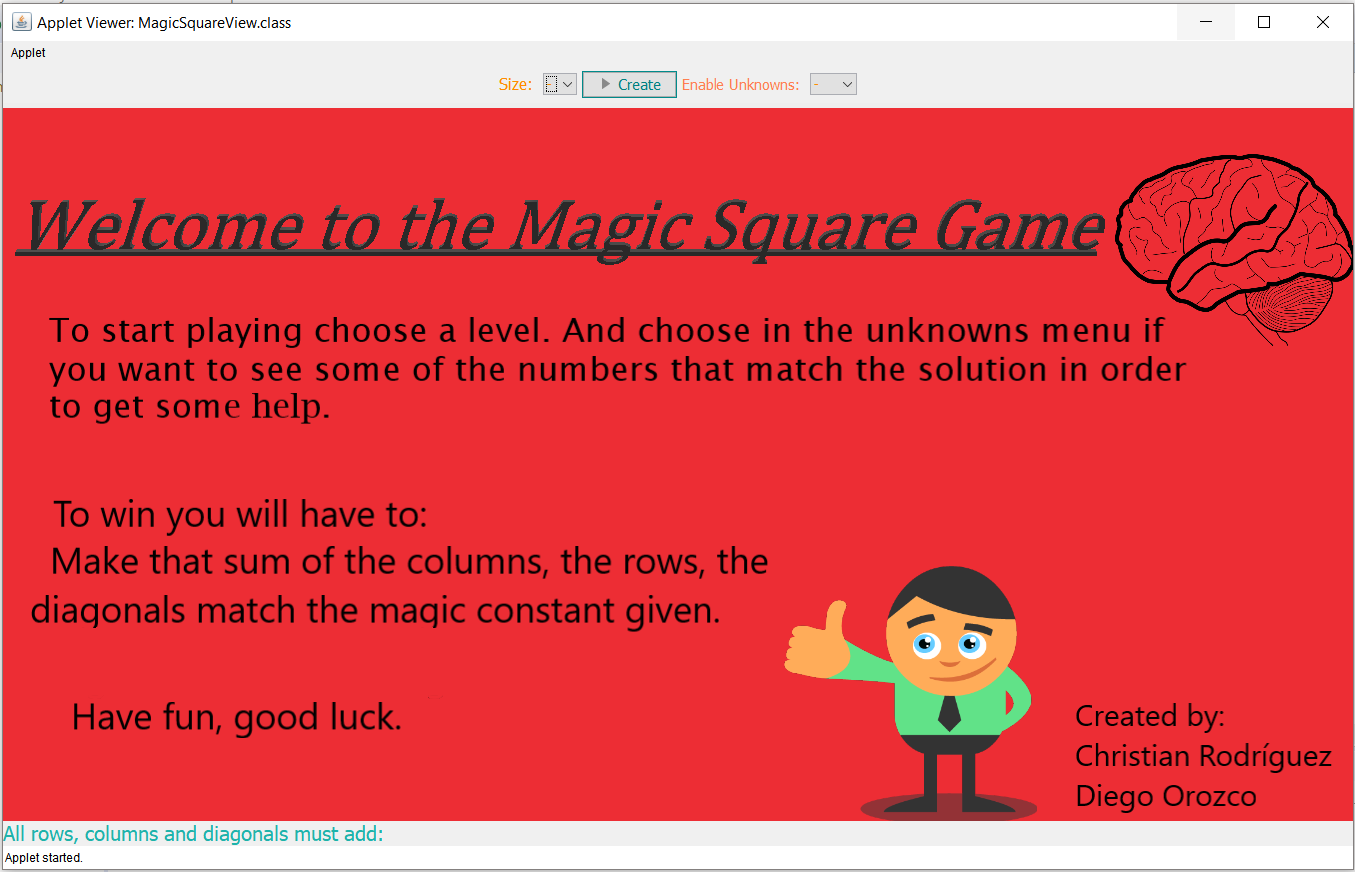 Applet Viewer: MagicSquareView.class
Applet
Size: - Create Enable Unknowns: -
Welcome to the Magic Square Game
To start playing choose a level. And choose in the unknowns menu if
you want to see some of the numbers that match the solution in order
to get some help.
To win you will have to:
Make that sum of the columns, the rows, the
diagonals match the magic constant given.
Have fun, good luck.
Created by:
Christian Rodríguez
Diego Orozco
All rows, columns and diagonals must add:
Applet started.